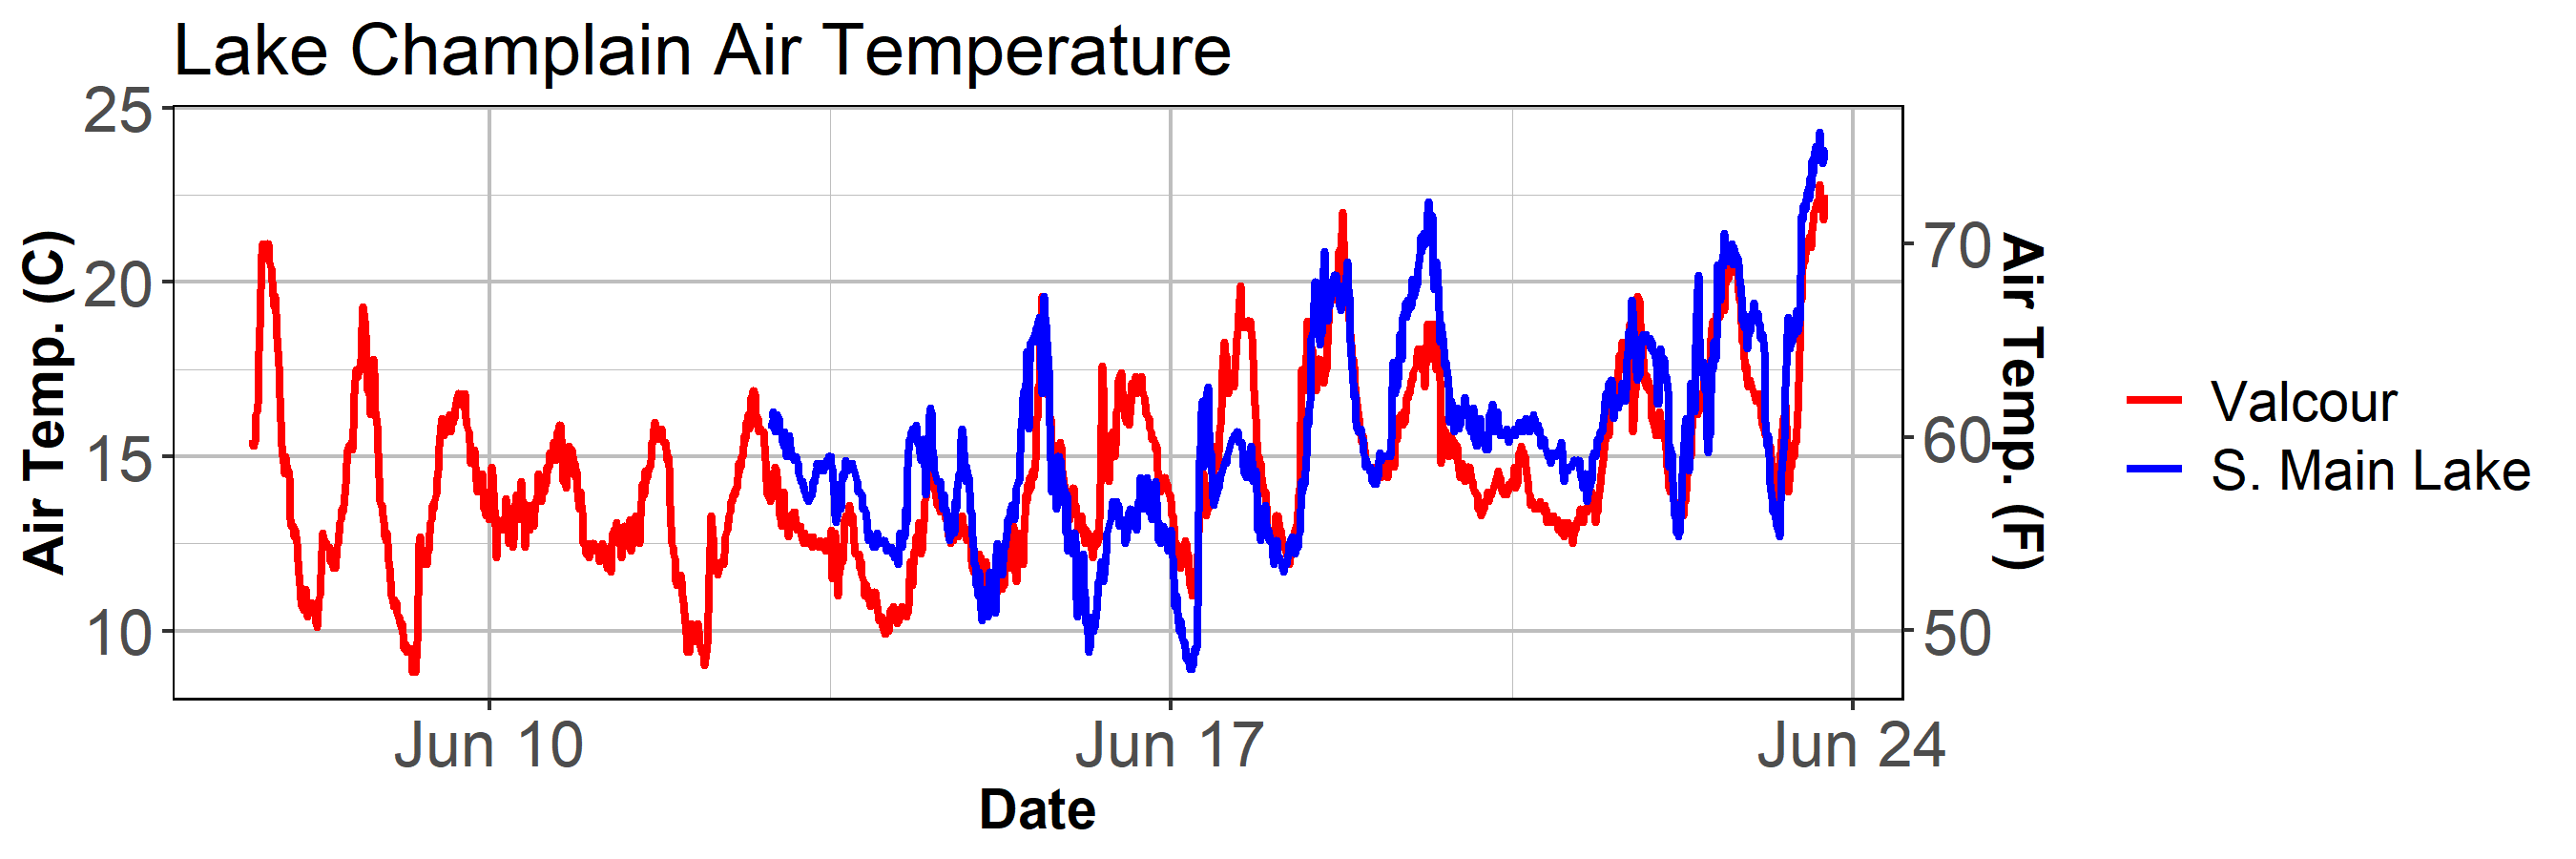 Lake Champlain Air Temperature
25
20
15
10
Air Temp. (C)
70
60
50
Air Temp. (F)
Jun 10
Jun 17
Jun 24
Date
Valcour
S. Main Lake